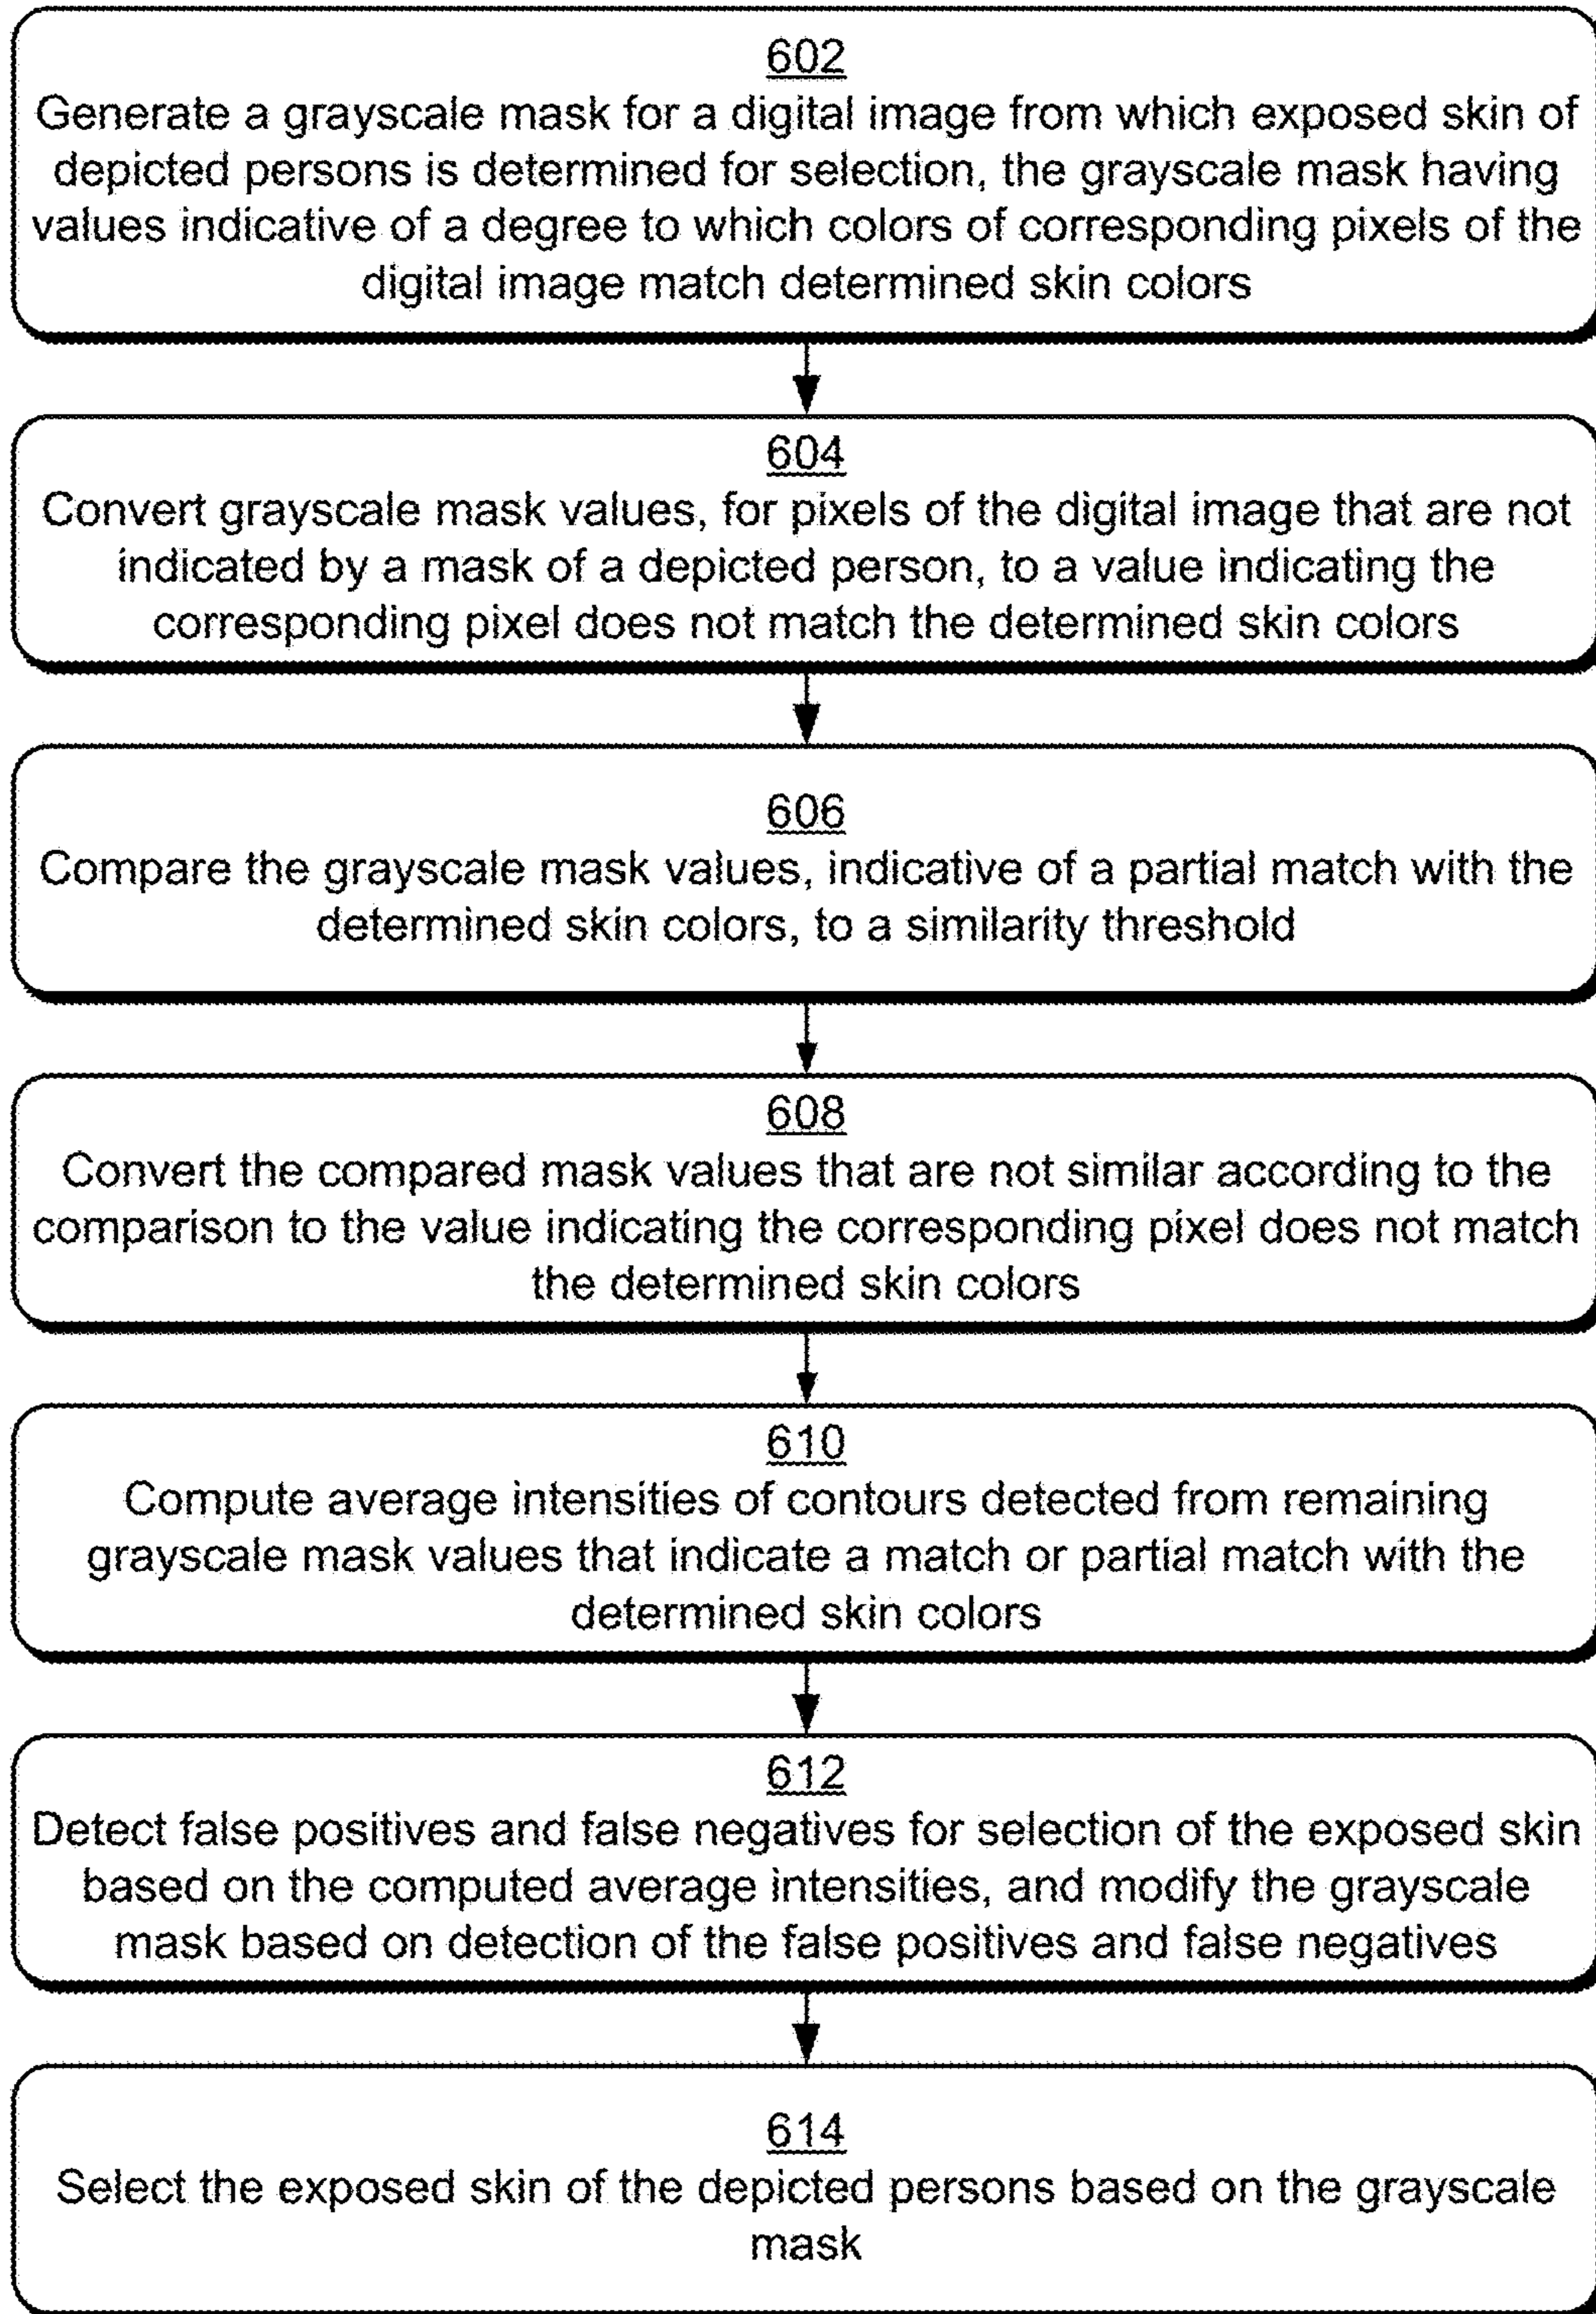 602
Generate a grayscale mask for a digital image from which exposed skin of
depicted persons is determined for selection, the grayscale mask having
values indicative of a degree to which colors of corresponding pixels of the
digital image match determined skin colors
604
Convert grayscale mask values, for pixels of the digital image that are not
indicated by a mask of a depicted person, to a value indicating the
corresponding pixel does not match the determined skin colors
606
Compare the grayscale mask values, indicative of a partial match with the
determined skin colors, to a similarity threshold
608
Convert the compared mask values that are not similar according to the
comparison to the value indicating the corresponding pixel does not match
the determined skin colors
610
Compute average intensities of contours detected from remaining
grayscale mask values that indicate a match or partial match with the
determined skin colors
612
Detect false positives and false negatives for selection of the exposed skin
based on the computed average intensities, and modify the grayscale
mask based on detection of the false positives and false negatives
614
Select the exposed skin of the depicted persons based on the grayscale
mask